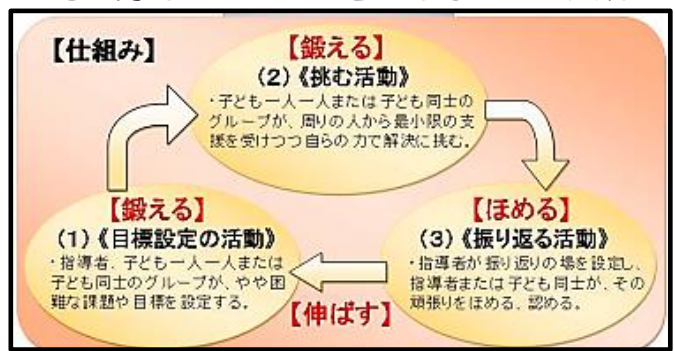 【仕組み】
【鍛える】
(2)《挑む活動》
・子ども一人一人または子ども同士の
グループが、周りの人から最小限の支
援を受けつつ自らの力で解決に挑む。
【鍛える】
(1)《目標設定の活動》
・指導者、子ども一人一人または
子ども同士のグループが、やや困
難な課題や目標を設定する。
【ほめる】
(3)《振り返る活動》
・指導者が振り返りの場を設定し、
指導者または子ども同士が、その
頑張りをほめる、認める。
【伸ばす】